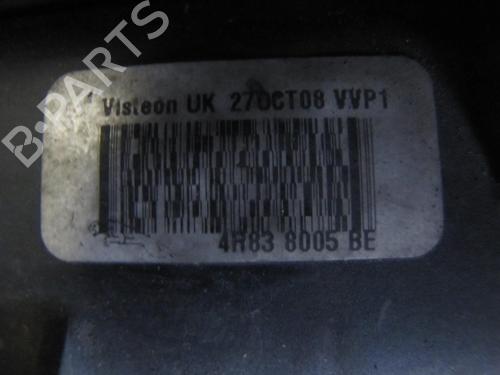 B-PARTS
Visteon UK 27OCT08 VVP1
4R83 8005 BE